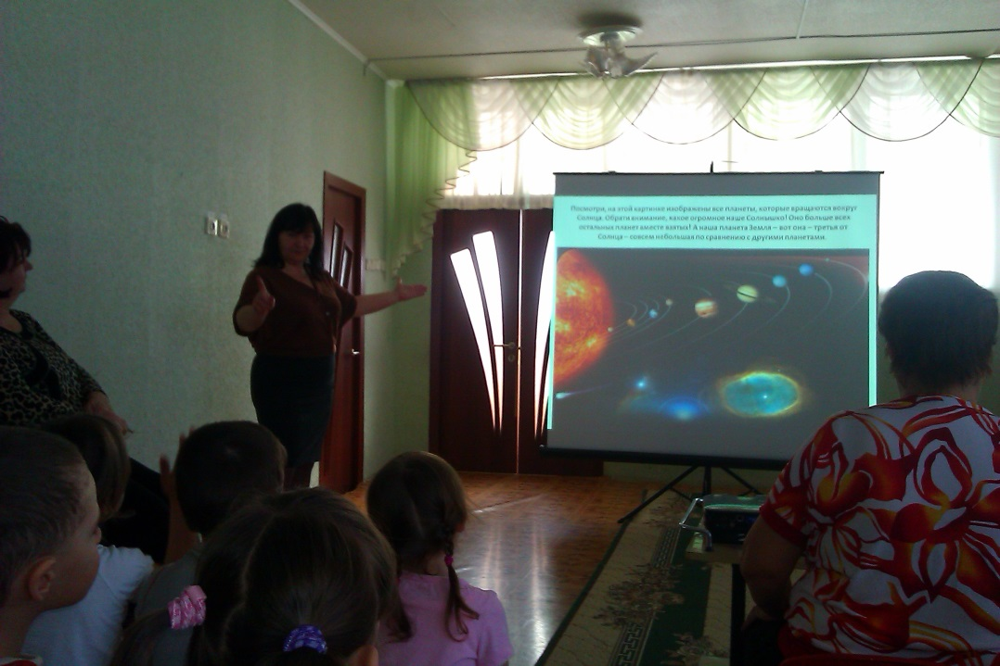 Посмотри, на этой картинке изображены все планеты, которые вращаются вокруг
Солнца. Обрати внимание, какое огромное наше Солнышко! Оно больше всех
остальных планет вместе взятых! А наша планета Земля – вот она – третья от
Солнца – совсем небольшая по сравнению с другими планетами.